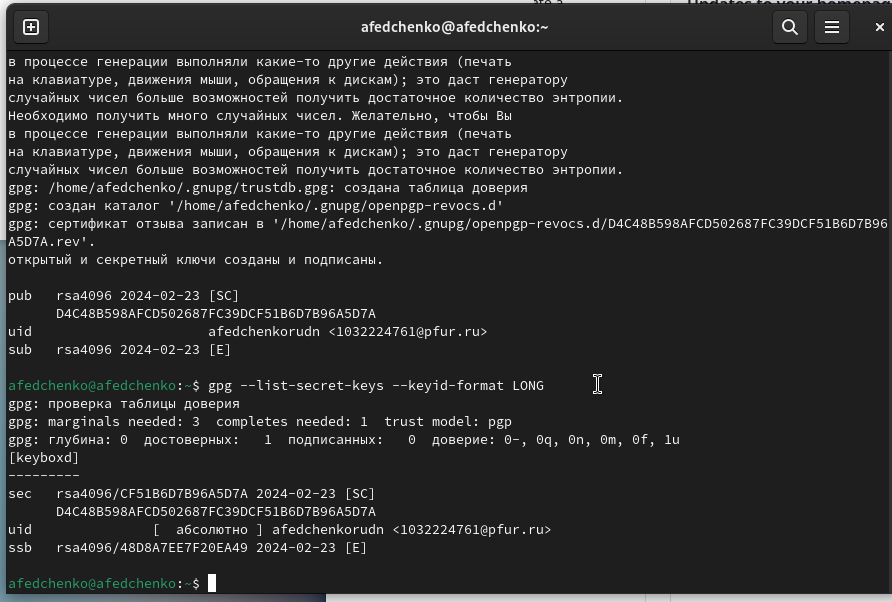 afedchenko@afedchenko:~
в процессе генерации выполняли какие-то другие действия (печать
на клавиатуре, движения мыши, обращения к дискам); это даст генератору
случайных чисел больше возможностей получить достаточное количество энтропии.
Необходимо получить много случайных чисел. Желательно, чтобы Вы
в процессе генерации выполняли какие-то другие действия (печать
на клавиатуре, движения мыши, обращения к дискам); это даст генератору
случайных чисел больше возможностей получить достаточное количество энтропии.
gpg: /home/afedchenko/.gnupg/trustdb.gpg: создана таблица доверия
gpg: создан каталог '/home/afedchenko/.gnupg/openpgp-revocs.d'
gpg: сертификат отзыва записан в '/home/afedchenko/.gnupg/openpgp-revocs.d/D4C48B598AFCD502687FC39DCF51B6D7B96
A5D7A.rev'.
открытый и секретный ключи созданы и подписаны.
pub   rsa4096 2024-02-23 [SC]
      D4C48B598AFCD502687FC39DCF51B6D7B96A5D7A
uid                      afedchenkorudn <1032224761@pfur.ru>
sub   rsa4096 2024-02-23 [E]
afedchenko@afedchenko:~$ gpg --list-secret-keys --keyid-format LONG
gpg: проверка таблицы доверия
gpg: marginals needed: 3  completes needed: 1  trust model: pgp
gpg: глубина: 0  достоверных:   1  подписанных:   0  доверие: 0-, 0q, 0n, 0m, 0f, 1u
[keyboxd]
---------
sec   rsa4096/CF51B6D7B96A5D7A 2024-02-23 [SC]
      D4C48B598AFCD502687FC39DCF51B6D7B96A5D7A
uid               [  абсолютно ] afedchenkorudn <1032224761@pfur.ru>
ssb   rsa4096/48D8A7EE7F20EA49 2024-02-23 [E]
afedchenko@afedchenko:~$